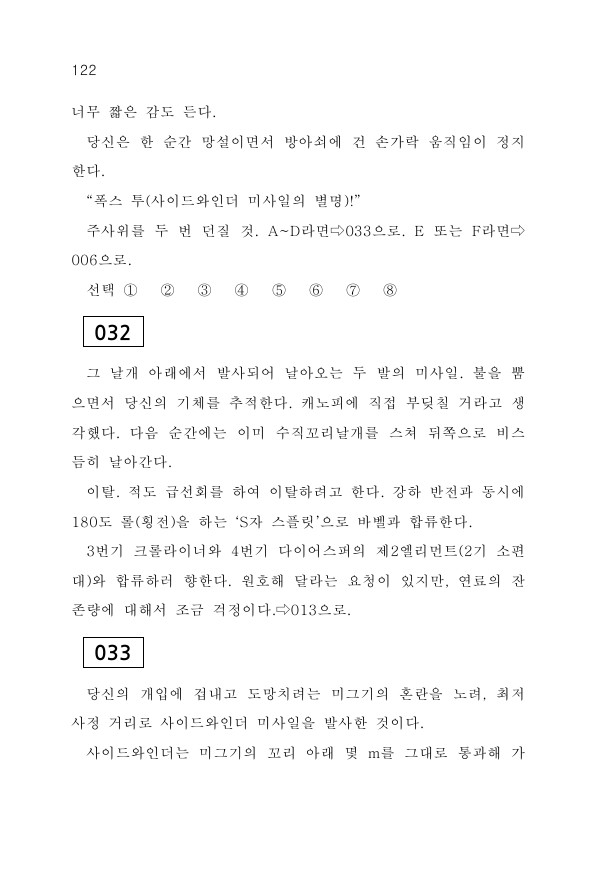 122
너무 짧은 감도 든다.
당신은 한 순간 망설이면서 방아쇠에 건 손가락 움직임이 정지
한다.
“폭스 투(사이드와인더 미사일의 별명)!”
주사위를 두 번 던질 것. A~D라면⇨033으로. E 또는 F라면⇨
006으로.
선택 ① ② ③ ④ ⑤ ⑥ ⑦ ⑧
032
그 날개 아래에서 발사되어 날아오는 두 발의 미사일. 불을 뿜
으면서 당신의 기체를 추적한다. 캐노피에 직접 부딪칠 거라고 생
각했다. 다음 순간에는 이미 수직꼬리날개를 스쳐 뒤쪽으로 비스
듬히 날아간다.
이탈. 적도 급선회를 하여 이탈하려고 한다. 강하 반전과 동시에
180도 롤(횡전)을 하는 ‘S자 스플릿’으로 바벨과 합류한다.
3번기 크롤라이너와 4번기 다이어스퍼의 제2엘리먼트(2기 소편
대)와 합류하러 향한다. 원호해 달라는 요청이 있지만, 연료의 잔
존량에 대해서 조금 걱정이다.⇨013으로.
033
당신의 개입에 겁내고 도망치려는 미그기의 혼란을 노려, 최저
사정 거리로 사이드와인더 미사일을 발사한 것이다.
사이드와인더는 미그기의 꼬리 아래 몇 m를 그대로 통과해 가